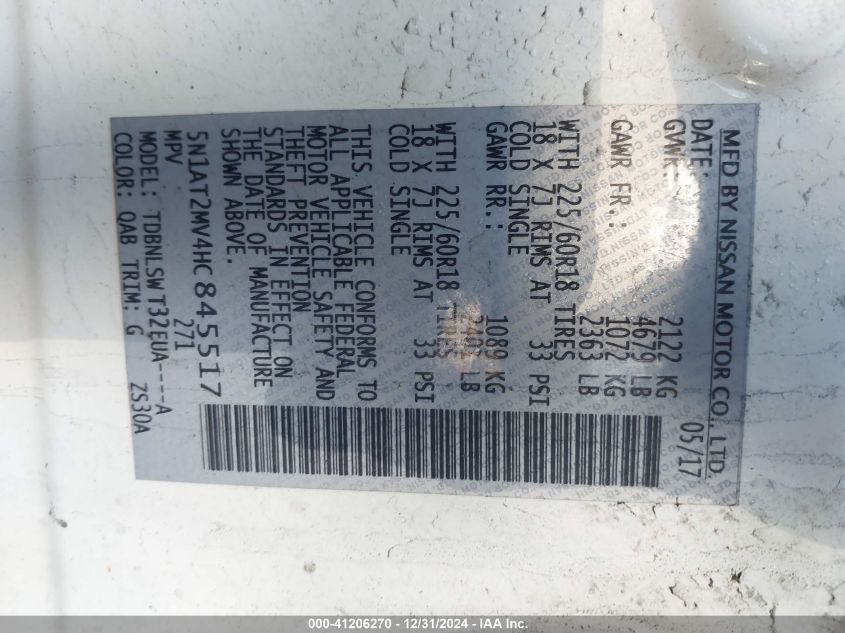 MFD BY NISSAN MOTOR CO., LTD
DATE: 05/17
GVWR: 2122 KG
4679 LB
GAWR FR.: 1072 KG
2363 LB
WITH 225/60R18 TIRES
18 X 7J RIMS AT 33 PSI
COLD SINGLE
GAWR RR.: 1089 KG
LB
WITH 225/60R18 TIRES
18 X 7J RIMS AT 33 PSI
COLD SINGLE
THIS VEHICLE CONFORMS TO
ALL APPLICABLE FEDERAL
MOTOR VEHICLE SAFETY AND
THEFT PREVENTION
STANDARDS IN EFFECT ON
THE DATE OF MANUFACTURE
SHOWN ABOVE.
5N1AT2MV4HC845517
MPV 271
MODEL: TDBNLSWT32EUA----A
COLOR: QAB TRIM: G ZS30A
000-41206270 - 12/31/2024 - IAA Inc.